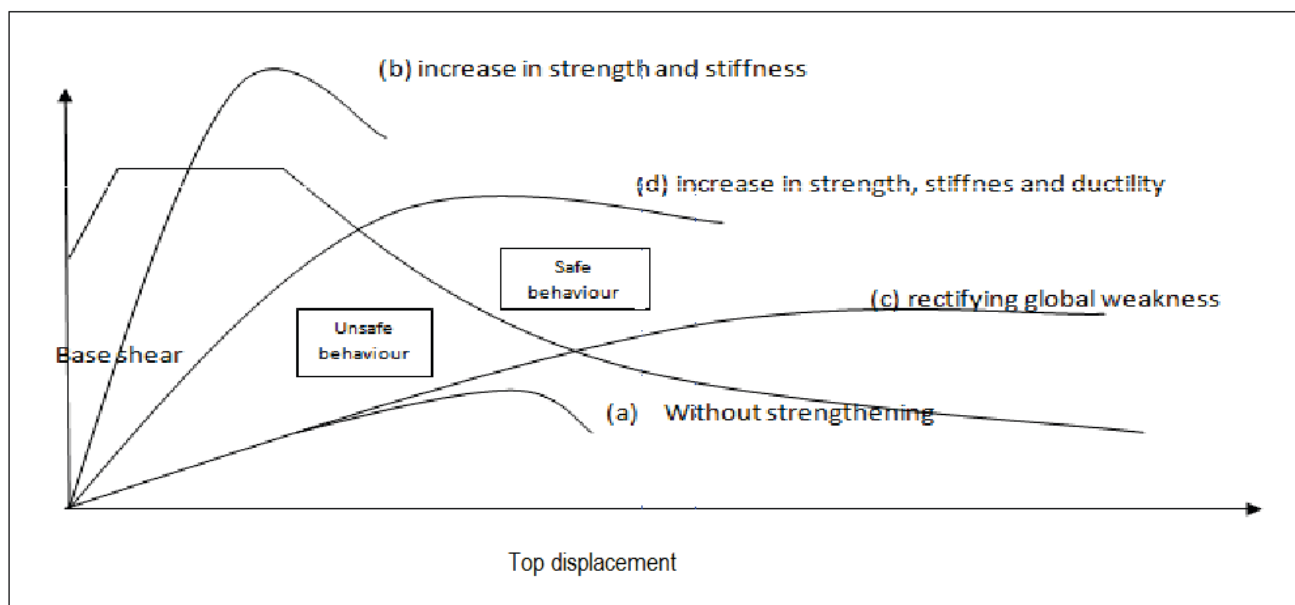 (b) increase in strength and stiffness
(d) increase in strength, stiffnes and ductility
Safe
behaviour
(c) rectifying global weakness
Unsafe
behaviour
Base shear
(a) Without strengthening
Top displacement